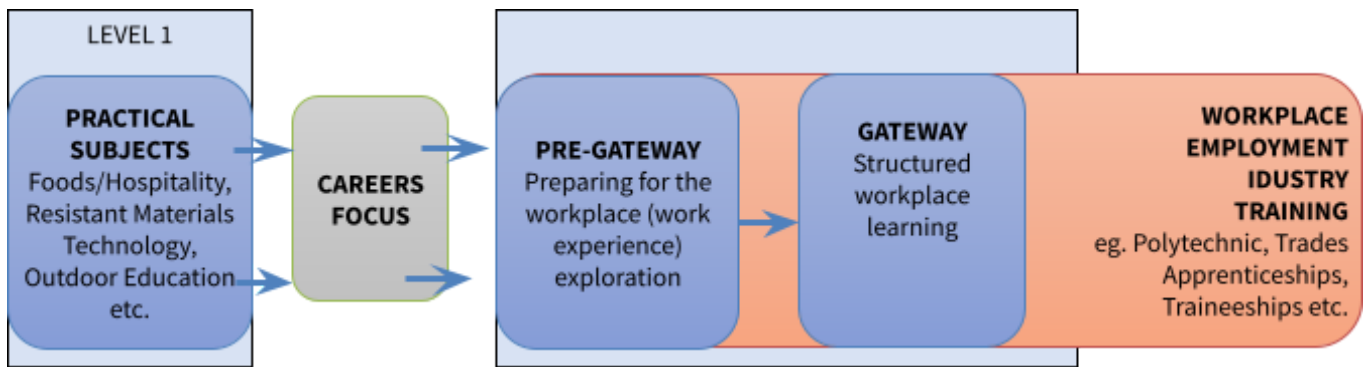 LEVEL 1
PRACTICAL
SUBJECTS
Foods/Hospitality,
Resistant Materials
Technology,
Outdoor Education
etc.
CAREERS
FOCUS
PRE-GATEWAY
Preparing for the
workplace (work
experience)
exploration
GATEWAY
Structured
workplace
learning
WORKPLACE
EMPLOYMENT
IDUSTRY
TRAINING
eg. Polytechnic, Trades
Apprenticeships,
Traineeships etc.